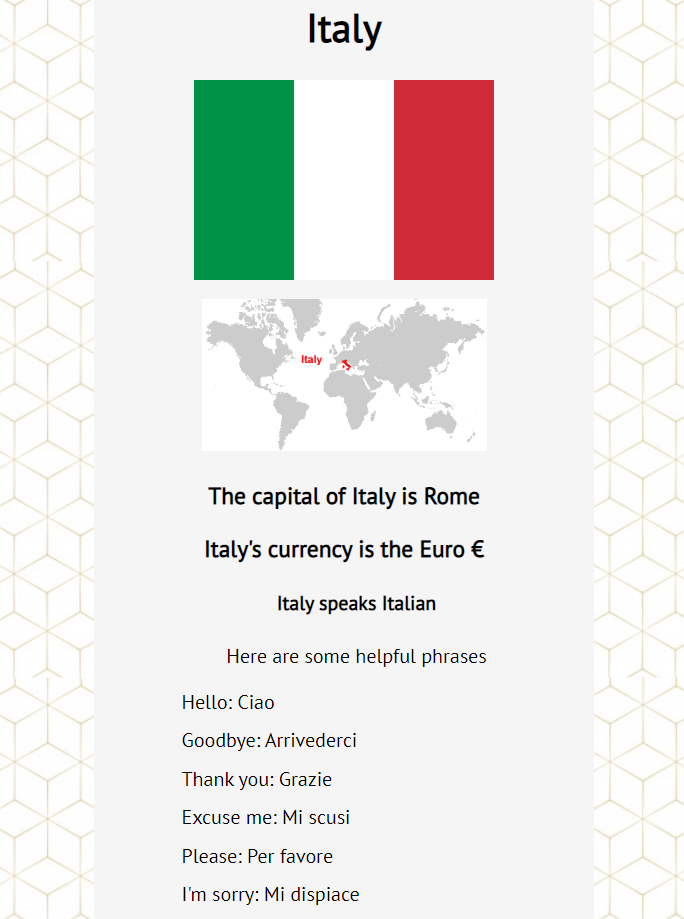 Italy
Italy
The capital of Italy is Rome
Italy's currency is the Euro €
Italy speaks Italian
Here are some helpful phrases
Hello: Ciao
Goodbye: Arrivederci
Thank you: Grazie
Excuse me: Mi scusi
Please: Per favore
I'm sorry: Mi dispiace